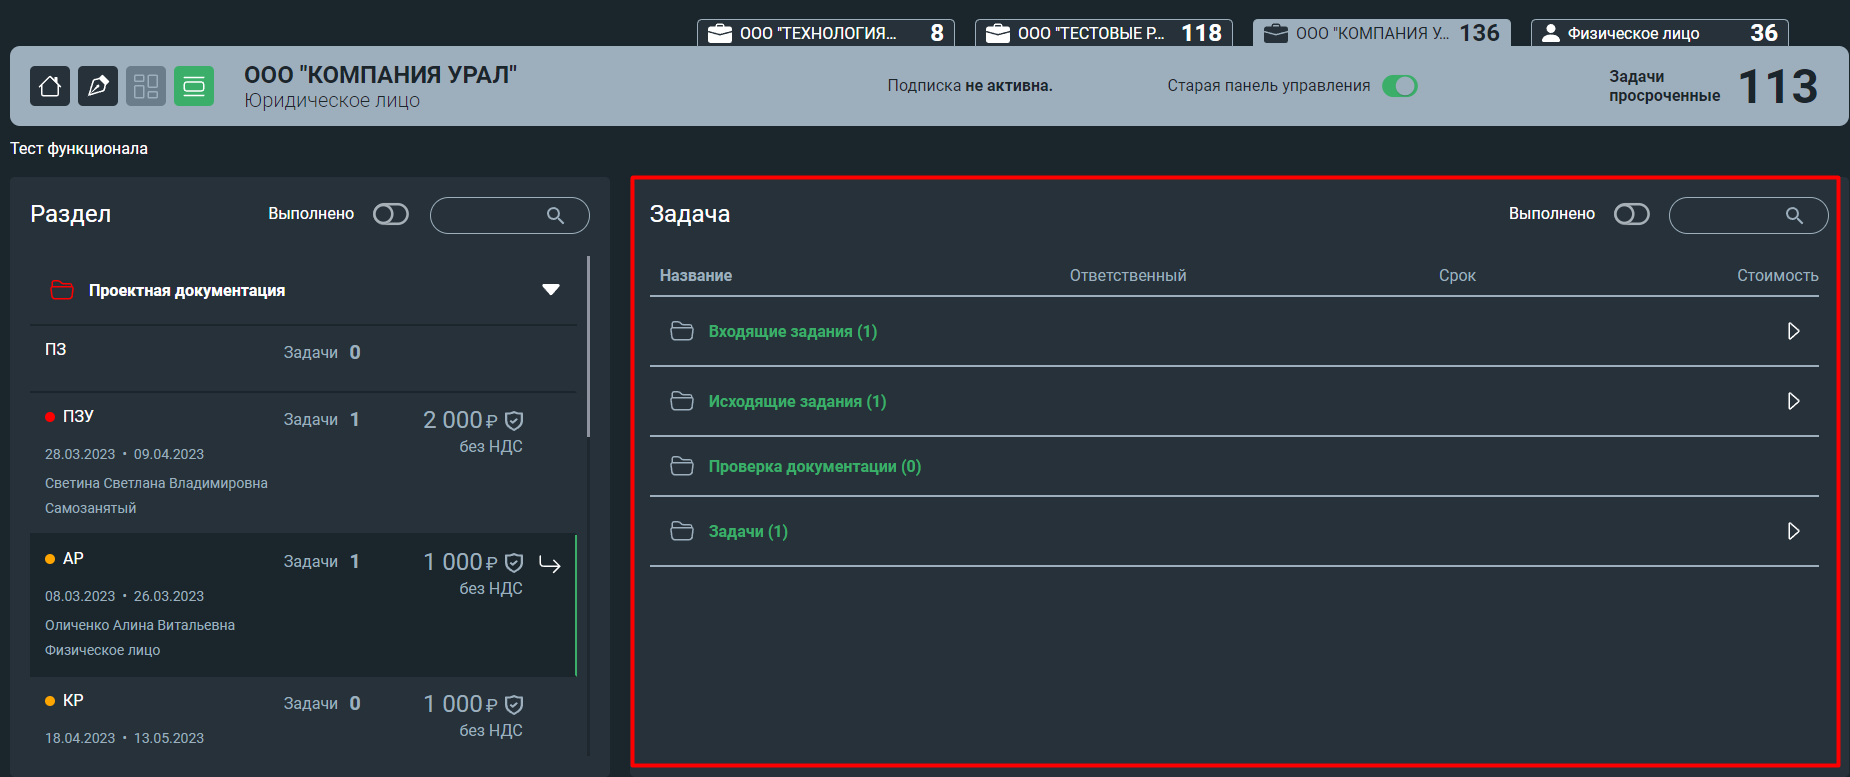 ООО "ТЕХНОЛОГИЯ... 8
ООО "ТЕСТОВЫЕ Р... 118
ООО "КОМПАНИЯ У... 136
Физическое лицо 36
ООО "КОМПАНИЯ УРАЛ"
Юридическое лицо
Подписка не активна.
Старая панель управления
Задачи
просроченные
113
Тест функционала
Раздел
Выполнено
Проектная документация
ПЗ
Задачи 0
ПЗУ
Задачи 1
2 000 ₽
без НДС
28.03.2023 • 09.04.2023
Светина Светлана Владимировна
Самозанятый
АР
Задачи 1
1 000 ₽
без НДС
08.03.2023 • 26.03.2023
Оличенко Алина Витальевна
Физическое лицо
КР
Задачи 0
1 000 ₽
без НДС
18.04.2023 • 13.05.2023
Задача
Выполнено
Название Ответственный Срок Стоимость
Входящие задания (1)
Исходящие задания (1)
Проверка документации (0)
Задачи (1)